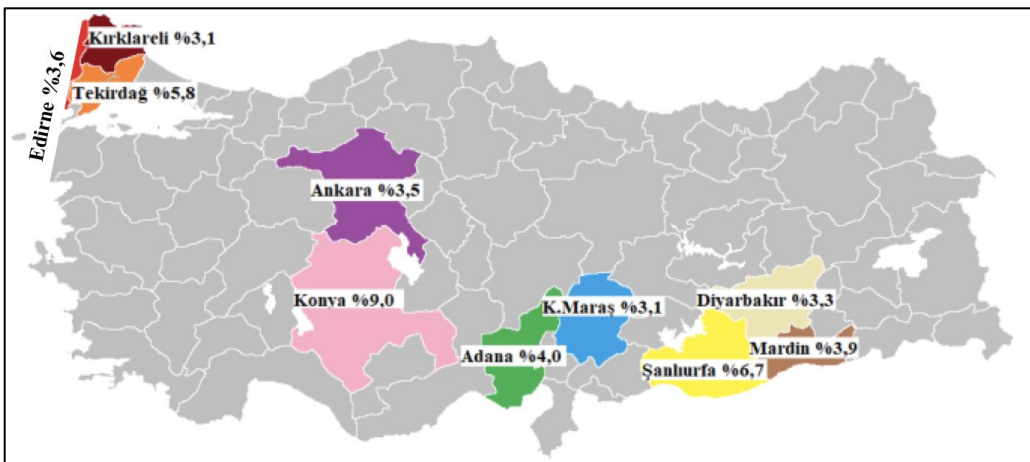 Kırklareli %3,1
Edirne %3,6
Tekirdağ %5,8
Ankara %3,5
Konya %9,0
K.Maraş %3,1
Diyarbakır %3,3
Adana %4,0
Mardin %3,9
Şanlıurfa %6,7